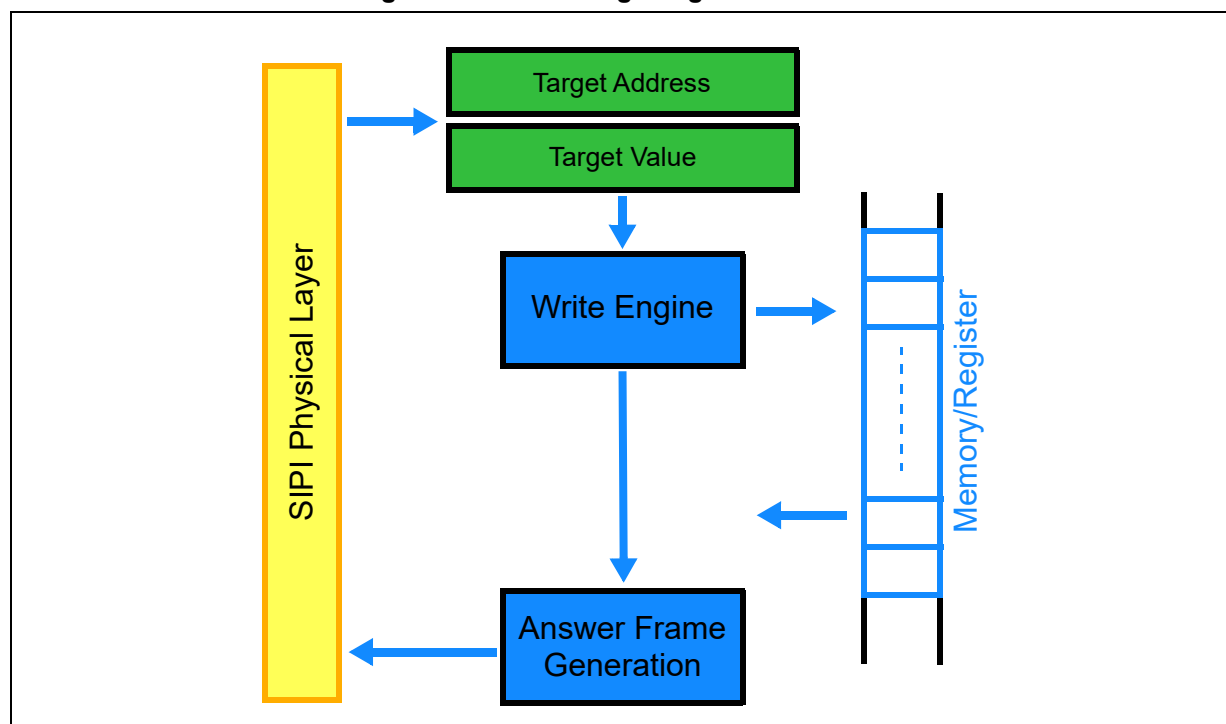 Target Address
Target Value
SIPI Physical Layer
Write Engine
Memory/Register
Answer Frame
Generation